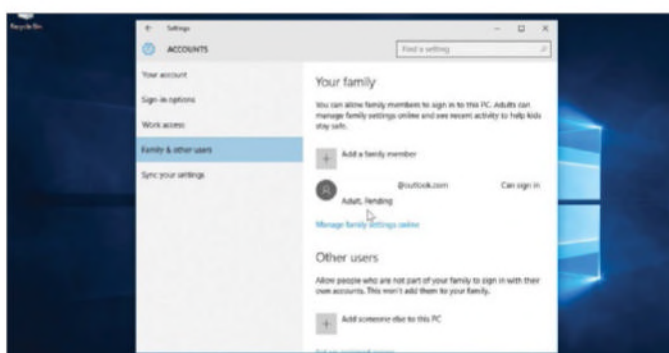 Recycle Bin
Settings
ACCOUNTS
Find a setting
Your account
Sign-in options
Work access
Family & other users
Sync your settings
Your family
You can allow family members to sign in to this PC. Adults can
manage family settings online and see recent activity to help kids
stay safe.
Add a family member
@outlook.com
Can sign in
Adult, Pending
Manage family settings online
Other users
Allow people who are not part of your family to sign in with their
own accounts. This won't add them to your family.
Add someone else to this PC